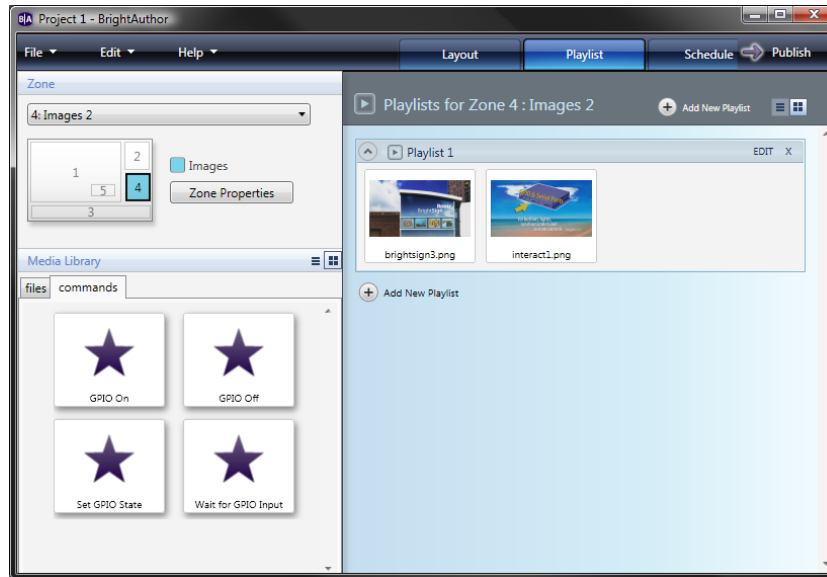 BA Project 1 - BrightAuthor
File Edit Help Layout Playlist Schedule Publish
Zone
4: Images 2
1
2
3
4
5
Images
Zone Properties
Media Library
files commands
GPIO On GPIO Off
Set GPIO State Wait for GPIO Input
Playlists for Zone 4 : Images 2 Add New Playlist
Playlist 1 EDIT X
brightsign3.png interact1.png
Add New Playlist